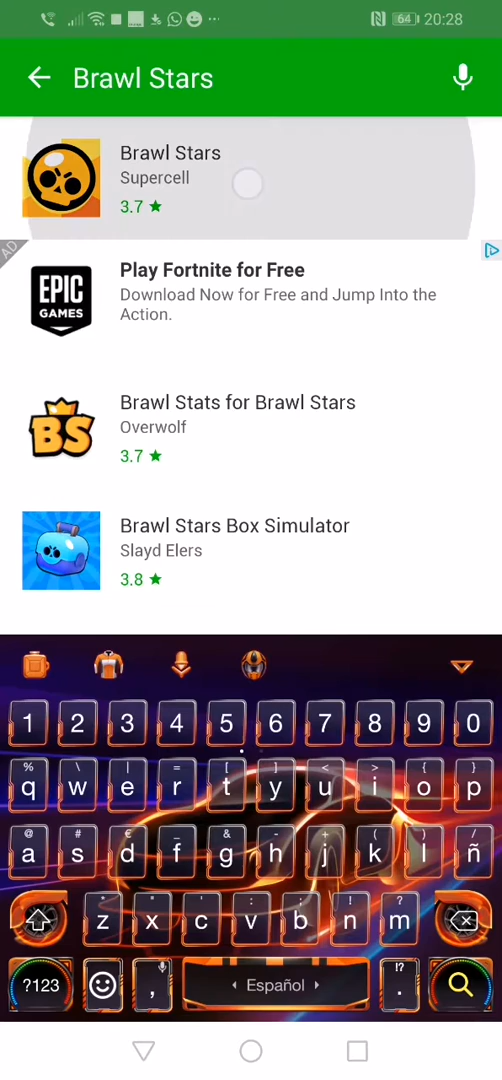 64 20:28
Brawl Stars
Brawl Stars
Supercell
3.7 ★
AD
Play Fortnite for Free
Download Now for Free and Jump Into the
Action.
EPIC
GAMES
Brawl Stats for Brawl Stars
Overwolf
3.7 ★
BS
Brawl Stars Box Simulator
Slayd Elers
3.8 ★
1 2 3 4 5 6 7 8 9 0
% \ | = [ ] < > { }
q w e r t y u i o p
@ # € _ & - + ( ) /
a s d f g h j k l ñ
* " ' : ; ! ?
z x c v b n m
!?
?123 , Español .